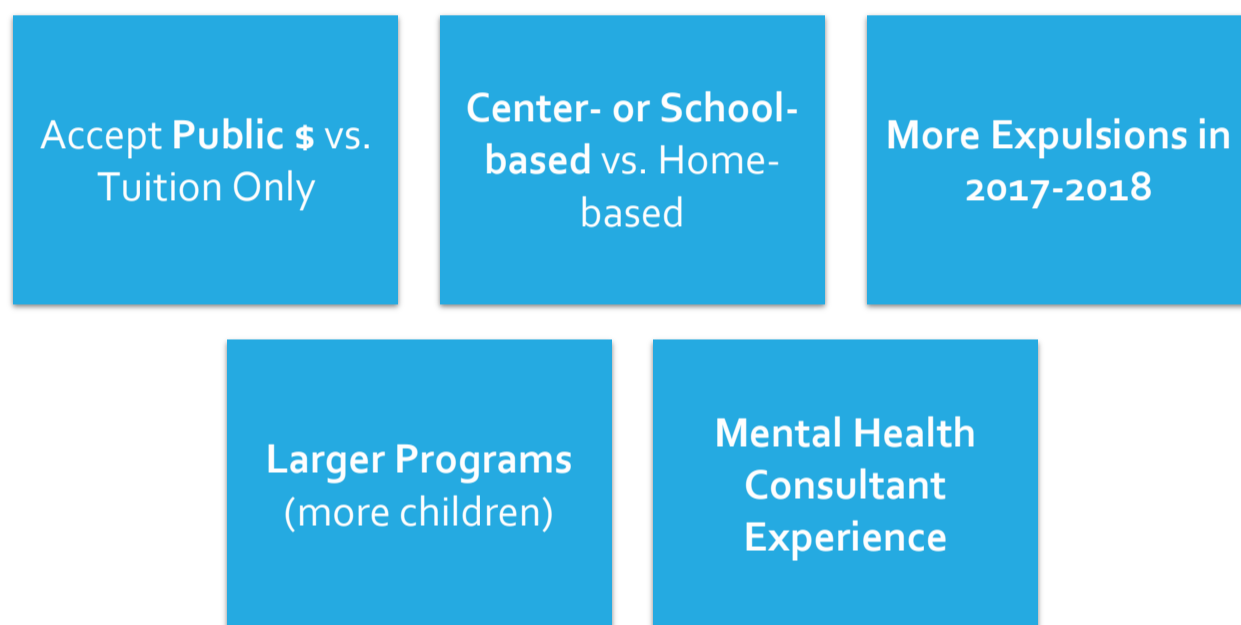 Accept Public $ vs.
Tuition Only
Center- or School-
based vs. Home-
based
More Expulsions in
2017-2018
Larger Programs
(more children)
Mental Health
Consultant
Experience